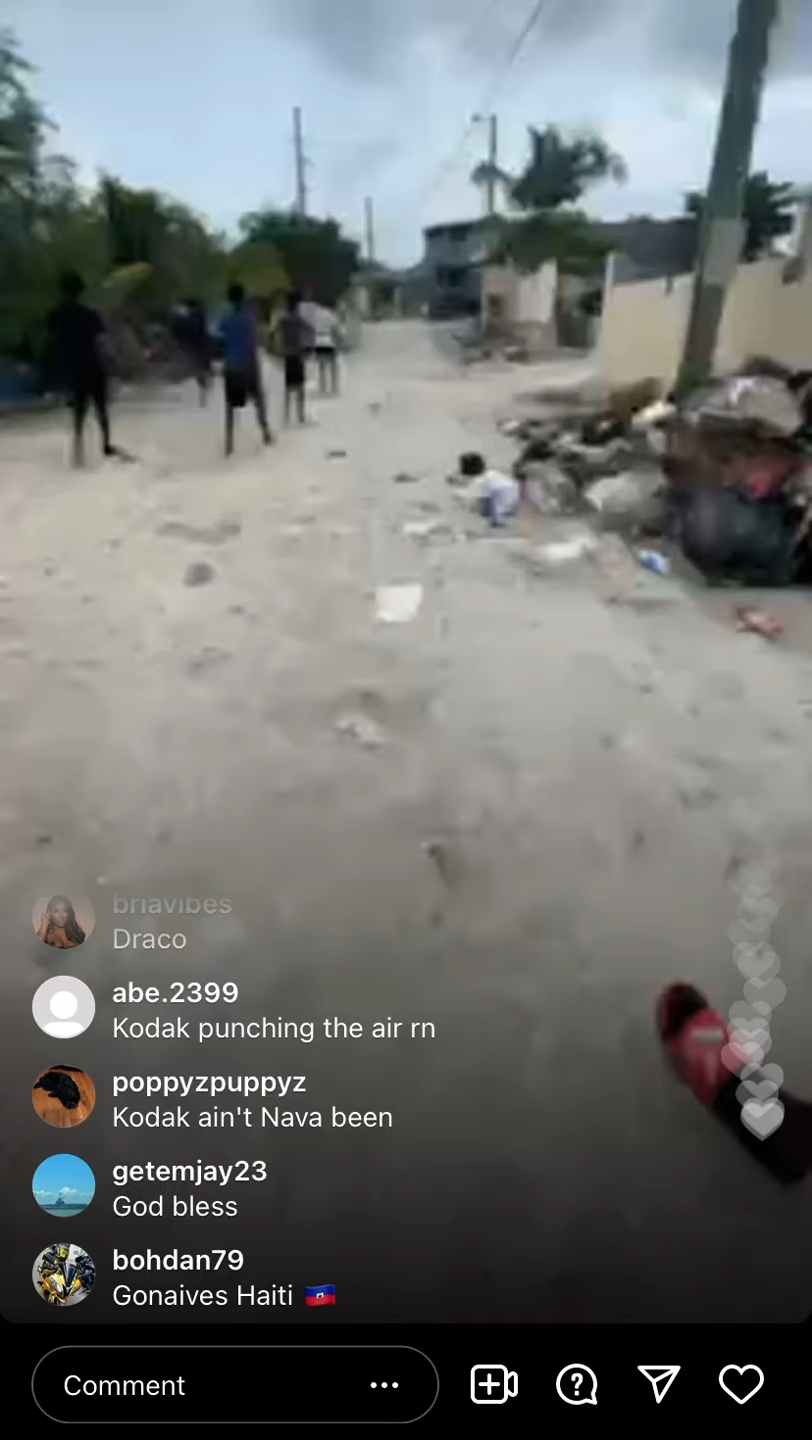 briavibes
Draco
abe.2399
Kodak punching the air rn
poppyzpuppyz
Kodak ain't Nava been
getemjay23
God bless
bohdan79
Gonaives Haiti 🇭🇹
Comment